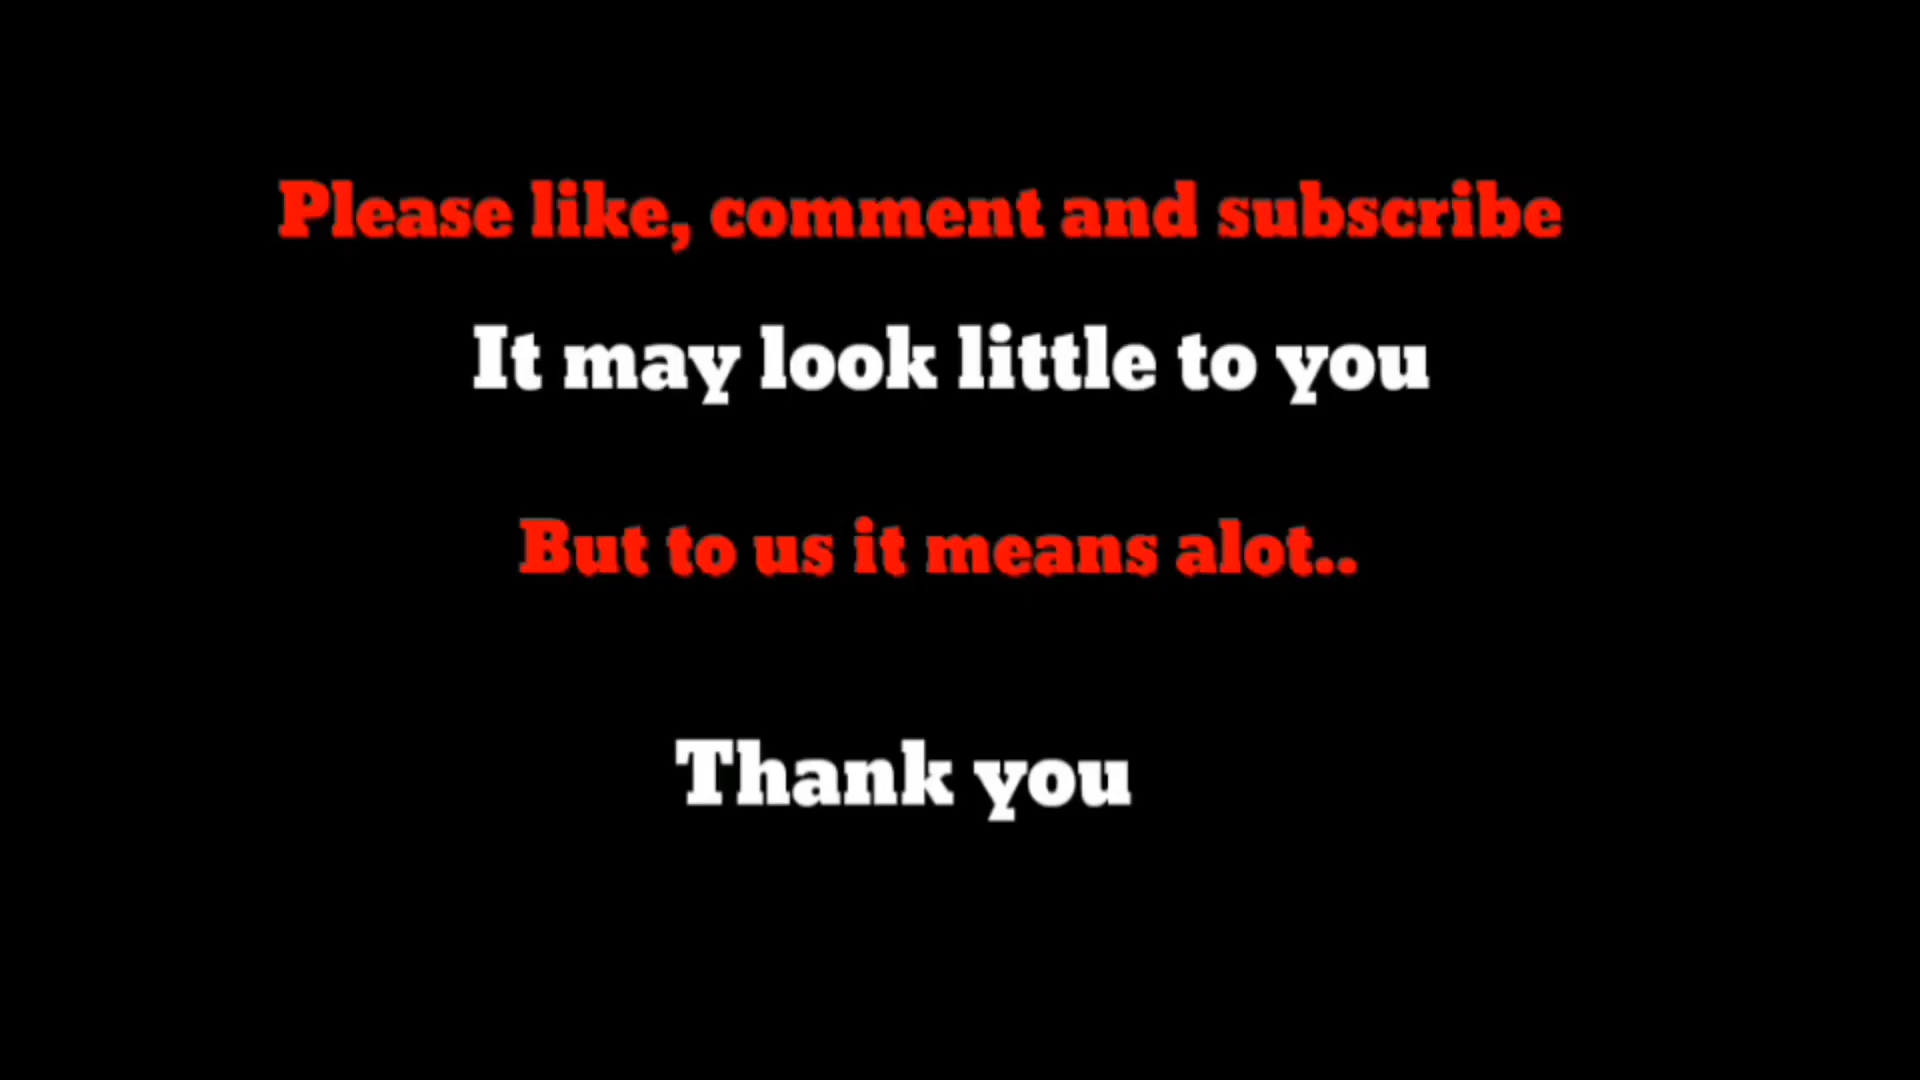 Please like, comment and subscribe
It may look little to you
But to us it means alot..
Thank you